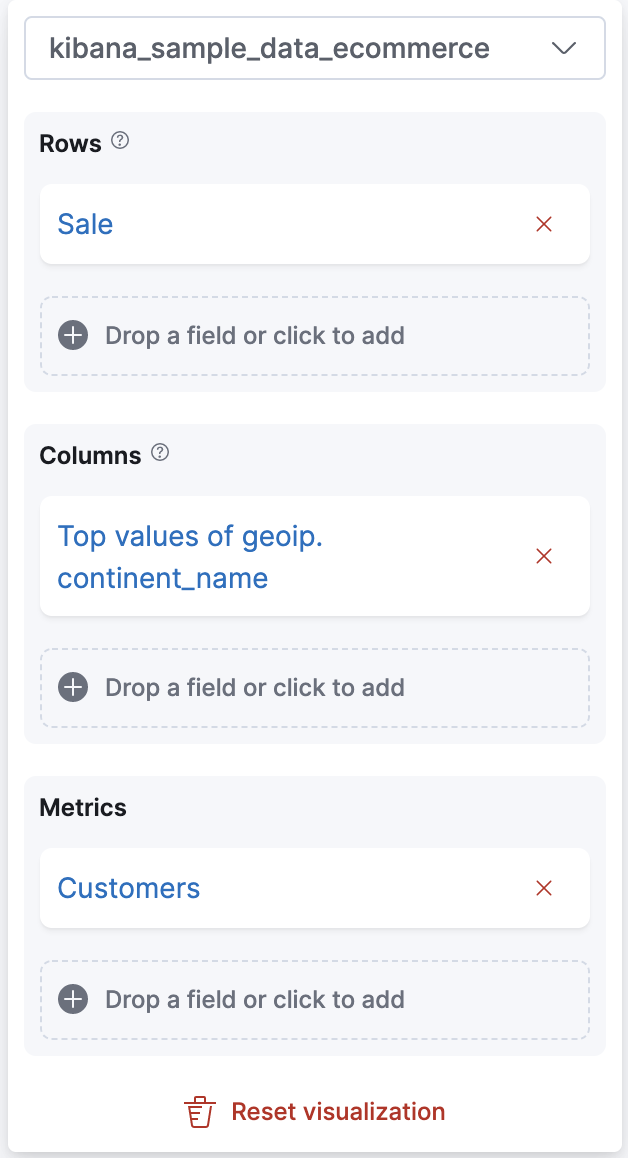 kibana_sample_data_ecommerce
Rows
Sale
Drop a field or click to add
Columns
Top values of geoip.
continent_name
Drop a field or click to add
Metrics
Customers
Drop a field or click to add
Reset visualization